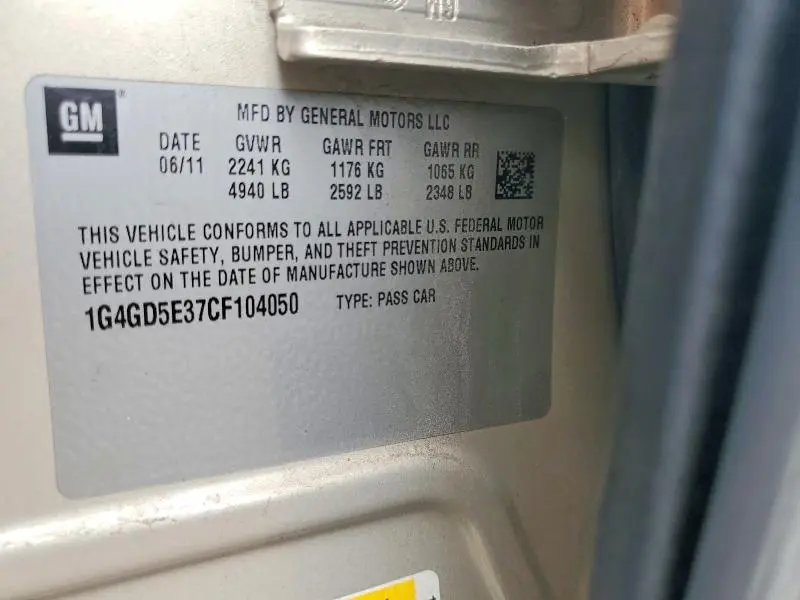 GM®
MFD BY GENERAL MOTORS LLC
DATE GVWR GAWR FRT GAWR RR
06/11 2241 KG 1176 KG 1065 KG
4940 LB 2592 LB 2348 LB
THIS VEHICLE CONFORMS TO ALL APPLICABLE U.S. FEDERAL MOTOR
VEHICLE SAFETY, BUMPER, AND THEFT PREVENTION STANDARDS IN
EFFECT ON THE DATE OF MANUFACTURE SHOWN ABOVE.
1G4GD5E37CF104050 TYPE: PASS CAR